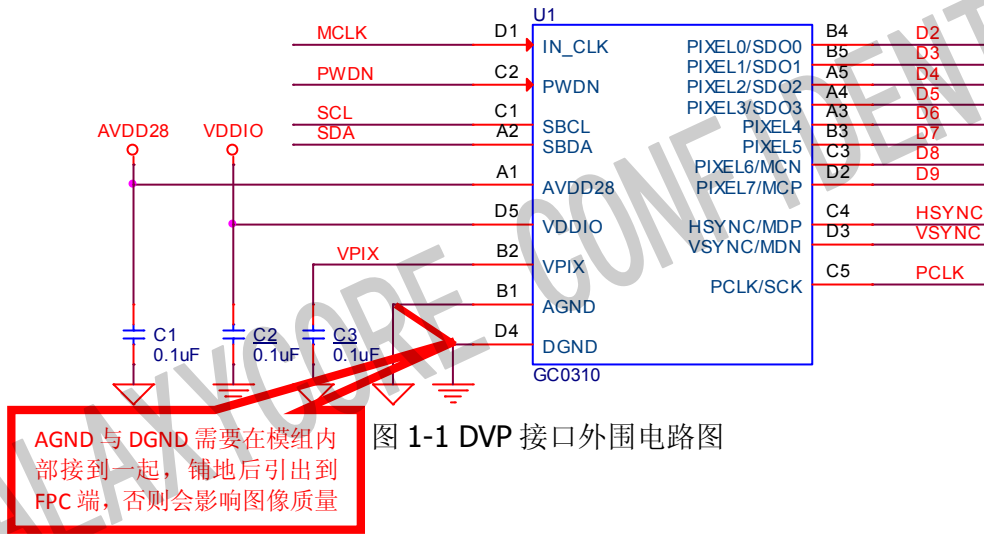 U1
MCLK D1 IN_CLK
PWDN C2 PWDN
SCL C1 SBCL
SDA A2 SBDA
AVDD28 VDDIO
A1 AVDD28
D5 VDDIO
VPIX B2 VPIX
B1 AGND
D4 DGND
PIXEL0/SDO0 B4 D2
PIXEL1/SDO1 B5 D3
PIXEL2/SDO2 A5 D4
PIXEL3/SDO3 A4 D5
PIXEL4 A3 D6
PIXEL5 B3 D7
PIXEL6/MCN C3 D8
PIXEL7/MCP D2 D9
HSYNC/MDP C4 HSYNC
VSYNC/MDN D3 VSYNC
PCLK/SCK C5 PCLK
C1 C2 C3
0.1uF 0.1uF 0.1uF
GC0310
AGND 与 DGND 需要在模组内
部接到一起，铺地后引出到
FPC 端，否则会影响图像质量
图 1-1 DVP 接口外围电路图
ALAXYCORE CONFIDENT